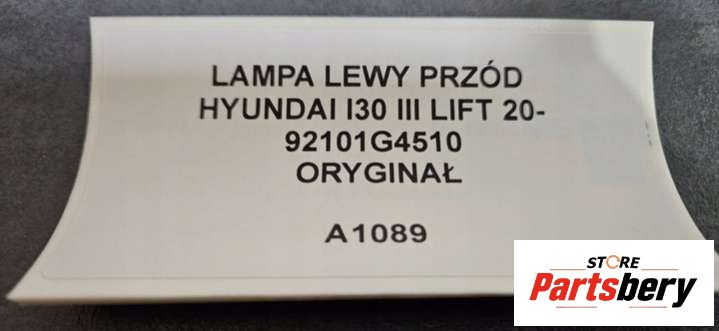 LAMPA LEWY PRZÓD
HYUNDAI I30 III LIFT 20-
92101G4510
ORYGINAŁ
A1089
STORE
Partsbery